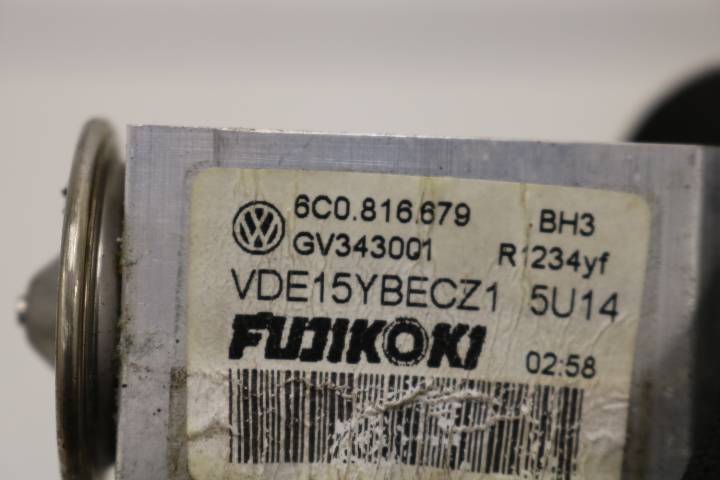 6C0.816.679 BH3
GV343001 R1234yf
VDE15YBECZ1 5U14
FUJIKOKI 02:58